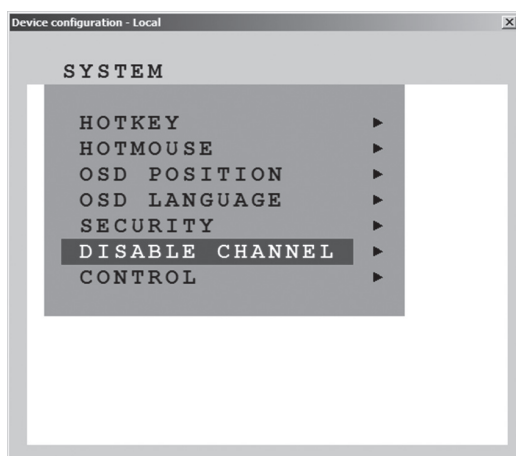 Device configuration - Local
SYSTEM
HOTKEY
HOTMOUSE
OSD POSITION
OSD LANGUAGE
SECURITY
DISABLE CHANNEL
CONTROL